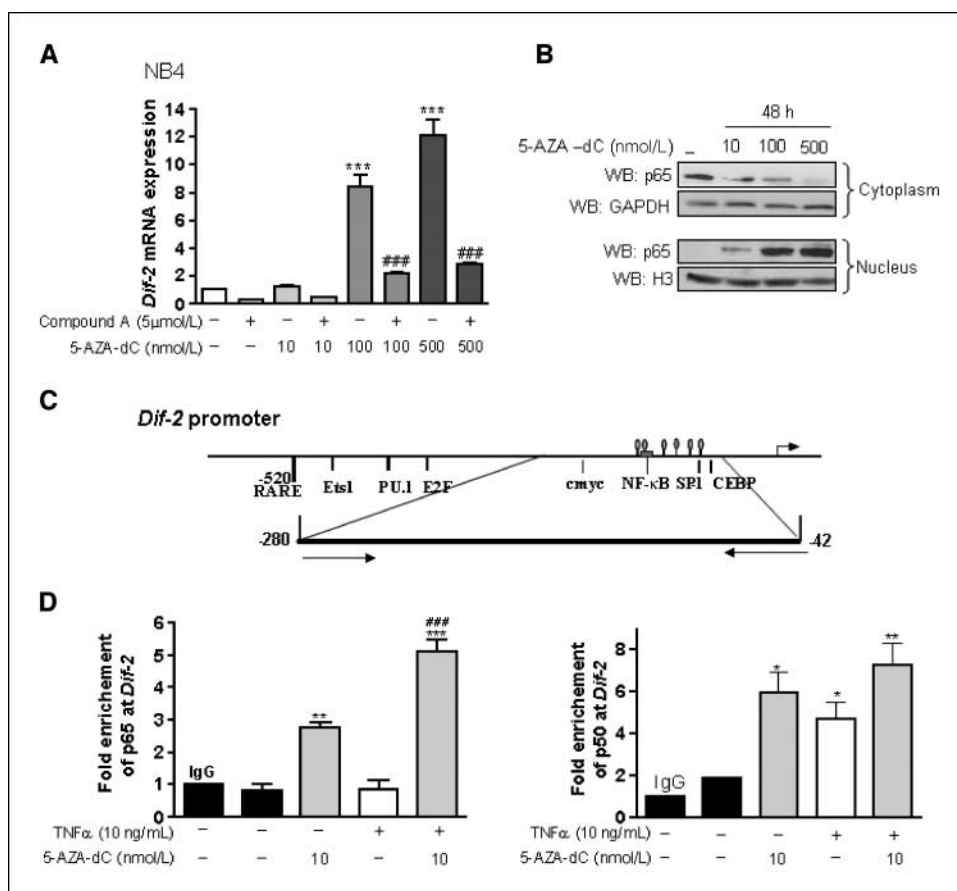 A
NB4
Dif-2 mRNA expression
14
12
10
8
6
4
2
0
*** ***
### ###
Compound A (5μmol/L) – + – + – + – +
5-AZA-dC (nmol/L) – – 10 10 100 100 500 500
B
48 h
5-AZA –dC (nmol/L) – 10 100 500
WB: p65
WB: GAPDH
Cytoplasm
WB: p65
WB: H3
Nucleus
C
Dif-2 promoter
-520
RARE Ets1 PU.1 E2F cmyc NF-κB SP1 CEBP
-280 -42
D
Fold enrichement
of p65 at Dif-2
6
5
4
3
2
1
0
IgG
**
###
***
TNFα (10 ng/mL) – – – + +
5-AZA-dC (nmol/L) – – 10 – 10
Fold enrichement
of p50 at Dif-2
8
6
4
2
0
IgG
* * **
TNFα (10 ng/mL) – – – + +
5-AZA-dC (nmol/L) – – 10 – 10